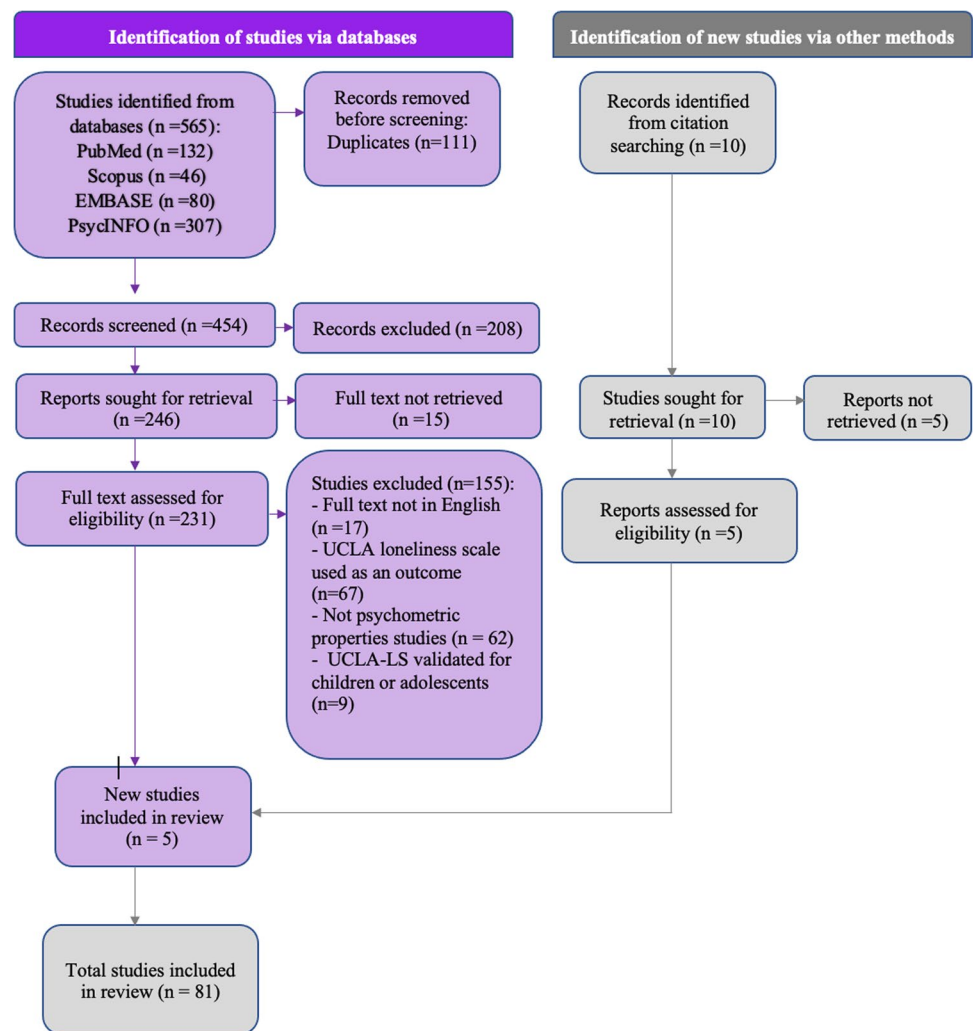 Identification of studies via databases
Identification of new studies via other methods
Studies identified from
databases (n =565):
PubMed (n =132)
Scopus (n =46)
EMBASE (n =80)
PsycINFO (n =307)
Records removed
before screening:
Duplicates (n=111)
Records identified
from citation
searching (n =10)
Records screened (n =454)
Records excluded (n =208)
Reports sought for retrieval
(n =246)
Full text not retrieved
(n =15)
Studies sought for
retrieval (n =10)
Reports not
retrieved (n =5)
Full text assessed for
eligibility (n =231)
Studies excluded (n=155):
- Full text not in English
(n =17)
- UCLA loneliness scale
used as an outcome
(n=67)
- Not psychometric
properties studies (n = 62)
- UCLA-LS validated for
children or adolescents
(n=9)
Reports assessed for
eligibility (n =5)
New studies
included in review
(n = 5)
Total studies included
in review (n = 81)